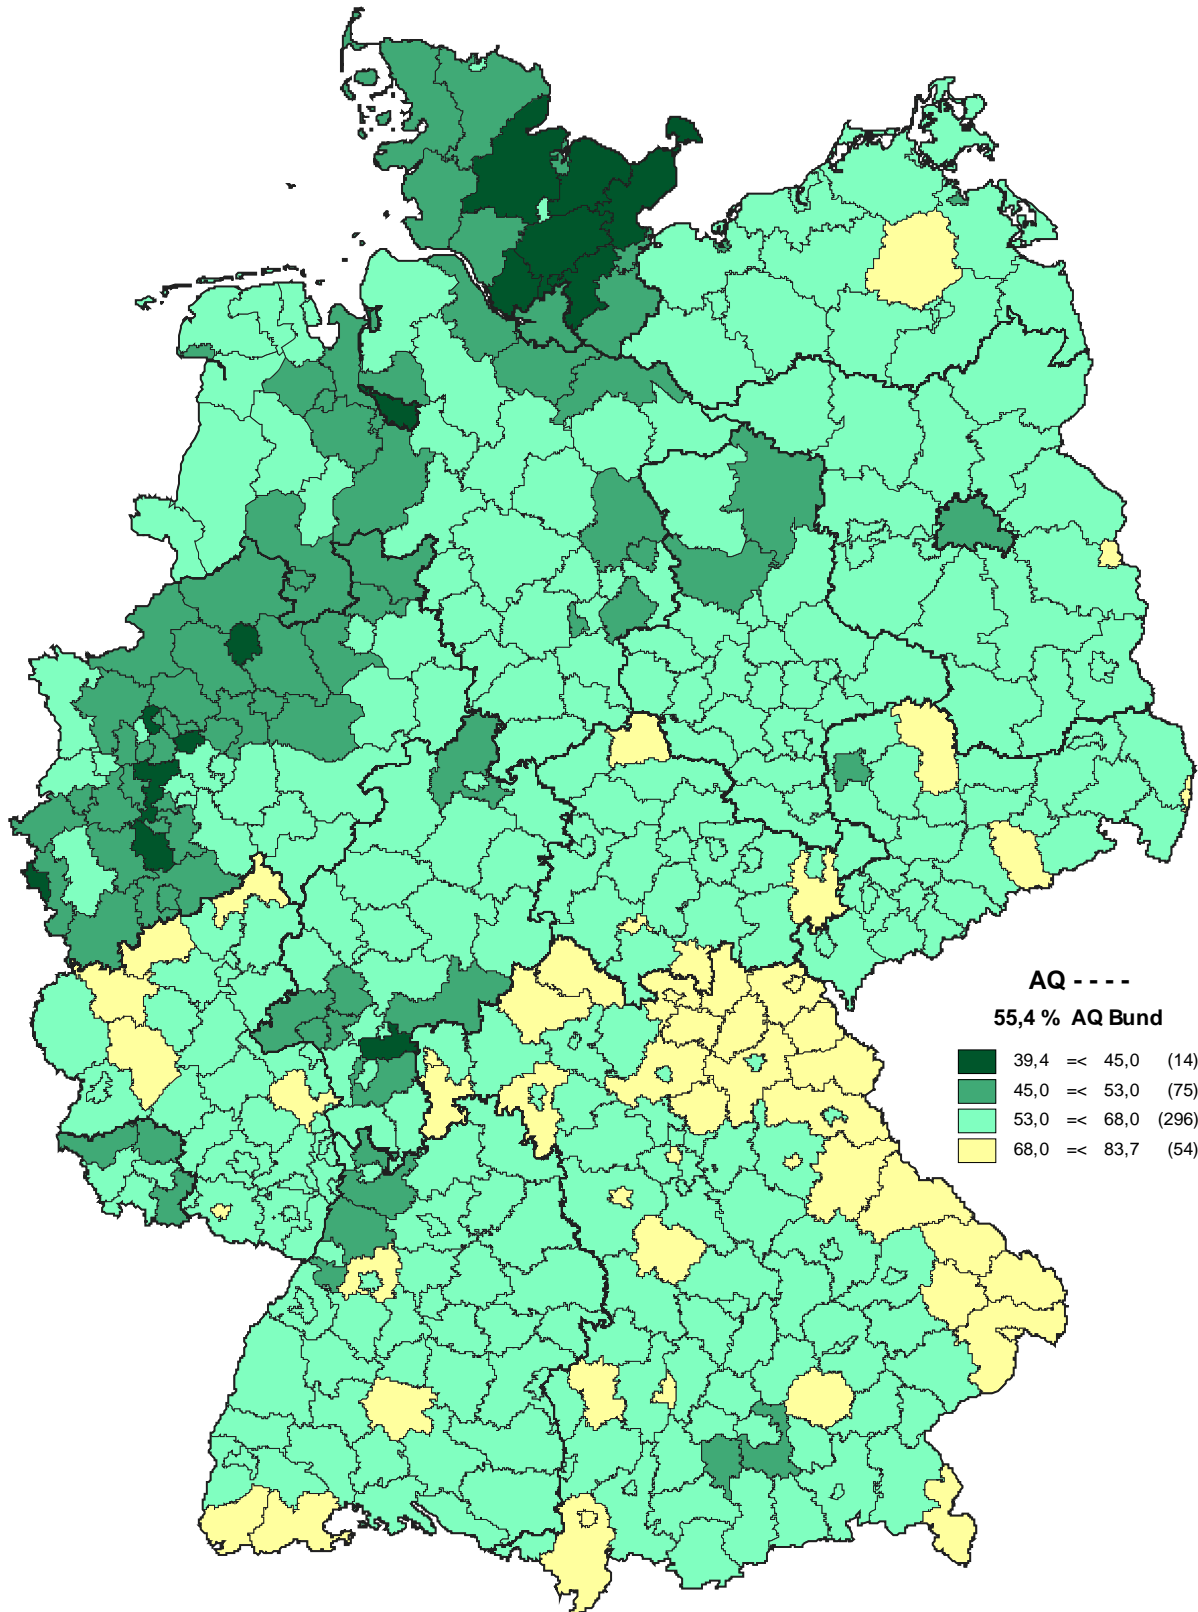 AQ - - - -
55,4 % AQ Bund
39,4 =< 45,0 (14)
45,0 =< 53,0 (75)
53,0 =< 68,0 (296)
68,0 =< 83,7 (54)